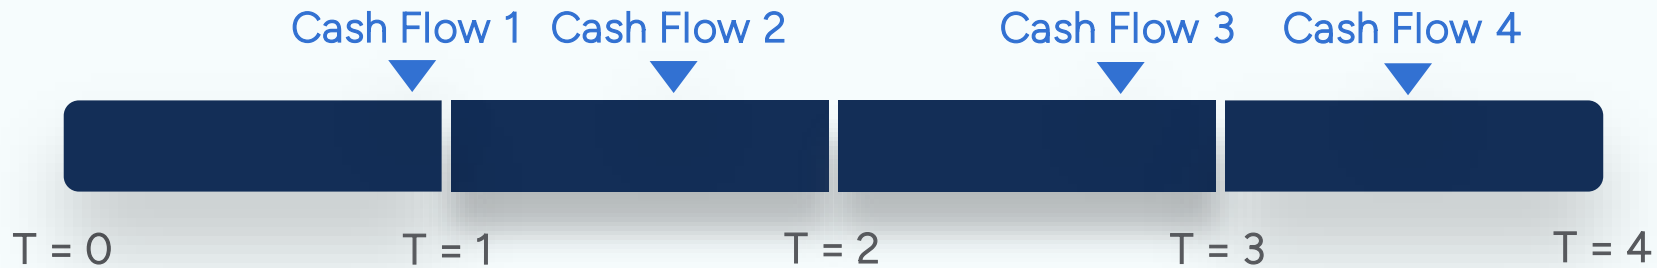 Cash Flow 1 Cash Flow 2 Cash Flow 3 Cash Flow 4
T = 0 T = 1 T = 2 T = 3 T = 4